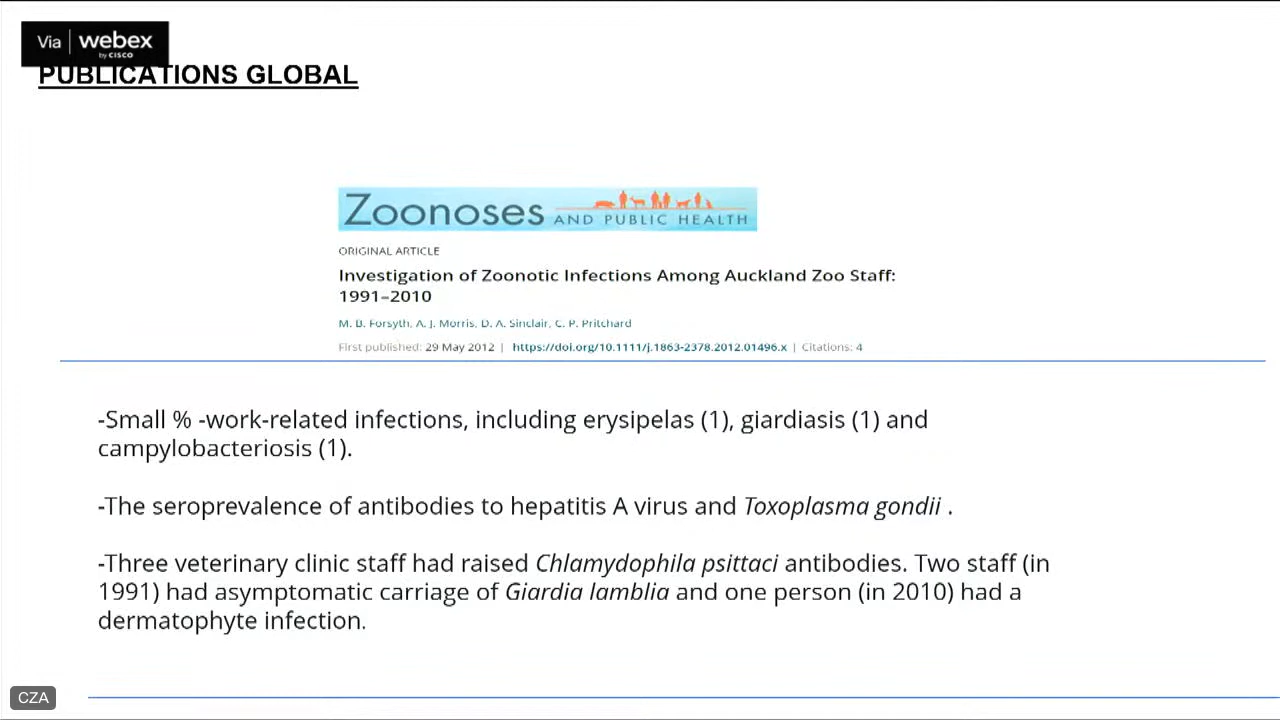 Via | webex
by CISCO
PUBLICATIONS GLOBAL
Zoonoses AND PUBLIC HEALTH
ORIGINAL ARTICLE
Investigation of Zoonotic Infections Among Auckland Zoo Staff:
1991–2010
M. B. Forsyth, A. J. Morris, D. A. Sinclair, C. P. Pritchard
First published: 29 May 2012 | https://doi.org/10.1111/j.1863-2378.2012.01496.x | Citations: 4
-Small % -work-related infections, including erysipelas (1), giardiasis (1) and
campylobacteriosis (1).
-The seroprevalence of antibodies to hepatitis A virus and Toxoplasma gondii .
-Three veterinary clinic staff had raised Chlamydophila psittaci antibodies. Two staff (in
1991) had asymptomatic carriage of Giardia lamblia and one person (in 2010) had a
dermatophyte infection.
CZA